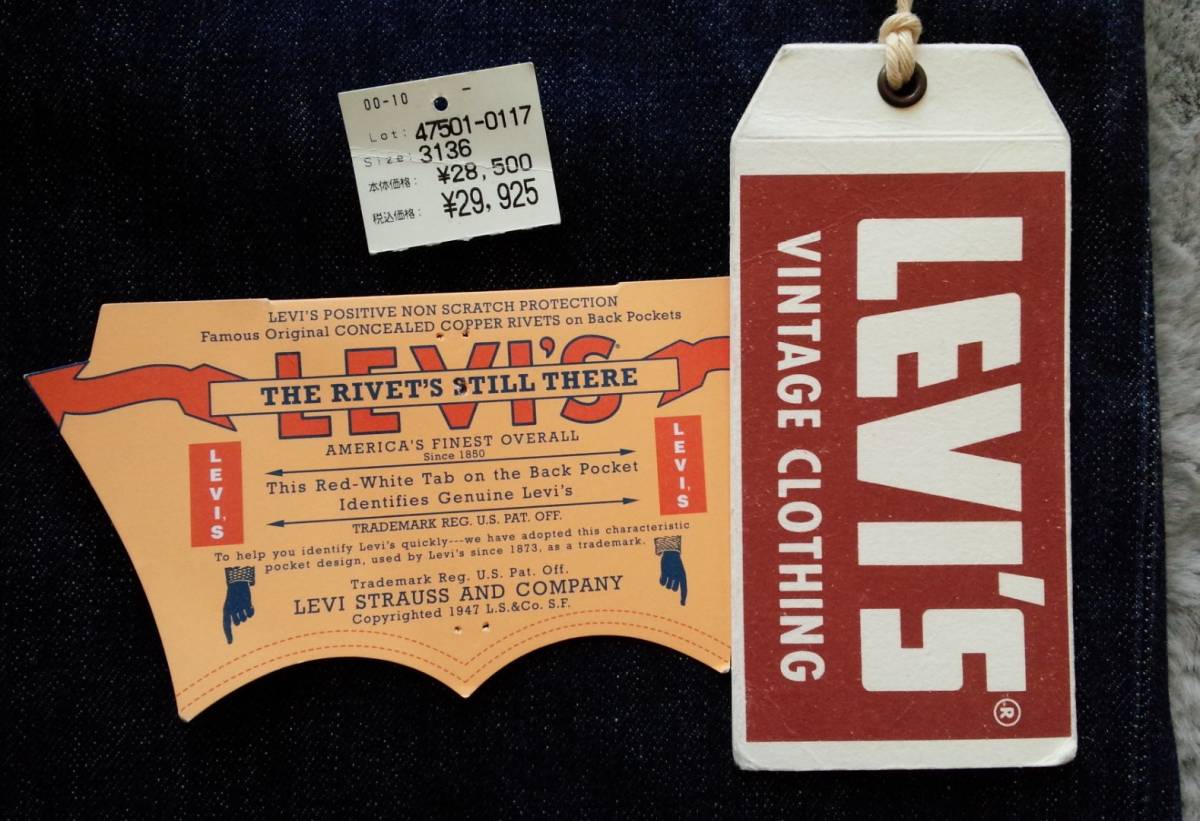 00-10 -
Lot: 47501-0117
Size: 3136
本体価格: ¥28,500
税込価格: ¥29,925
LEVI'S POSITIVE NON SCRATCH PROTECTION
Famous Original CONCEALED COPPER RIVETS on Back Pockets
LEVI'S®
THE RIVET'S STILL THERE
AMERICA'S FINEST OVERALL
Since 1850
LEVI'S
LEVI'S
This Red-White Tab on the Back Pocket
Identifies Genuine Levi's
TRADEMARK REG. U.S. PAT. OFF.
To help you identify Levi's quickly---we have adopted this characteristic
pocket design, used by Levi's since 1873, as a trademark.
Trademark Reg. U.S. Pat. Off.
LEVI STRAUSS AND COMPANY
Copyrighted 1947 L.S.&Co. S.F.
LEVI'S®
VINTAGE CLOTHING